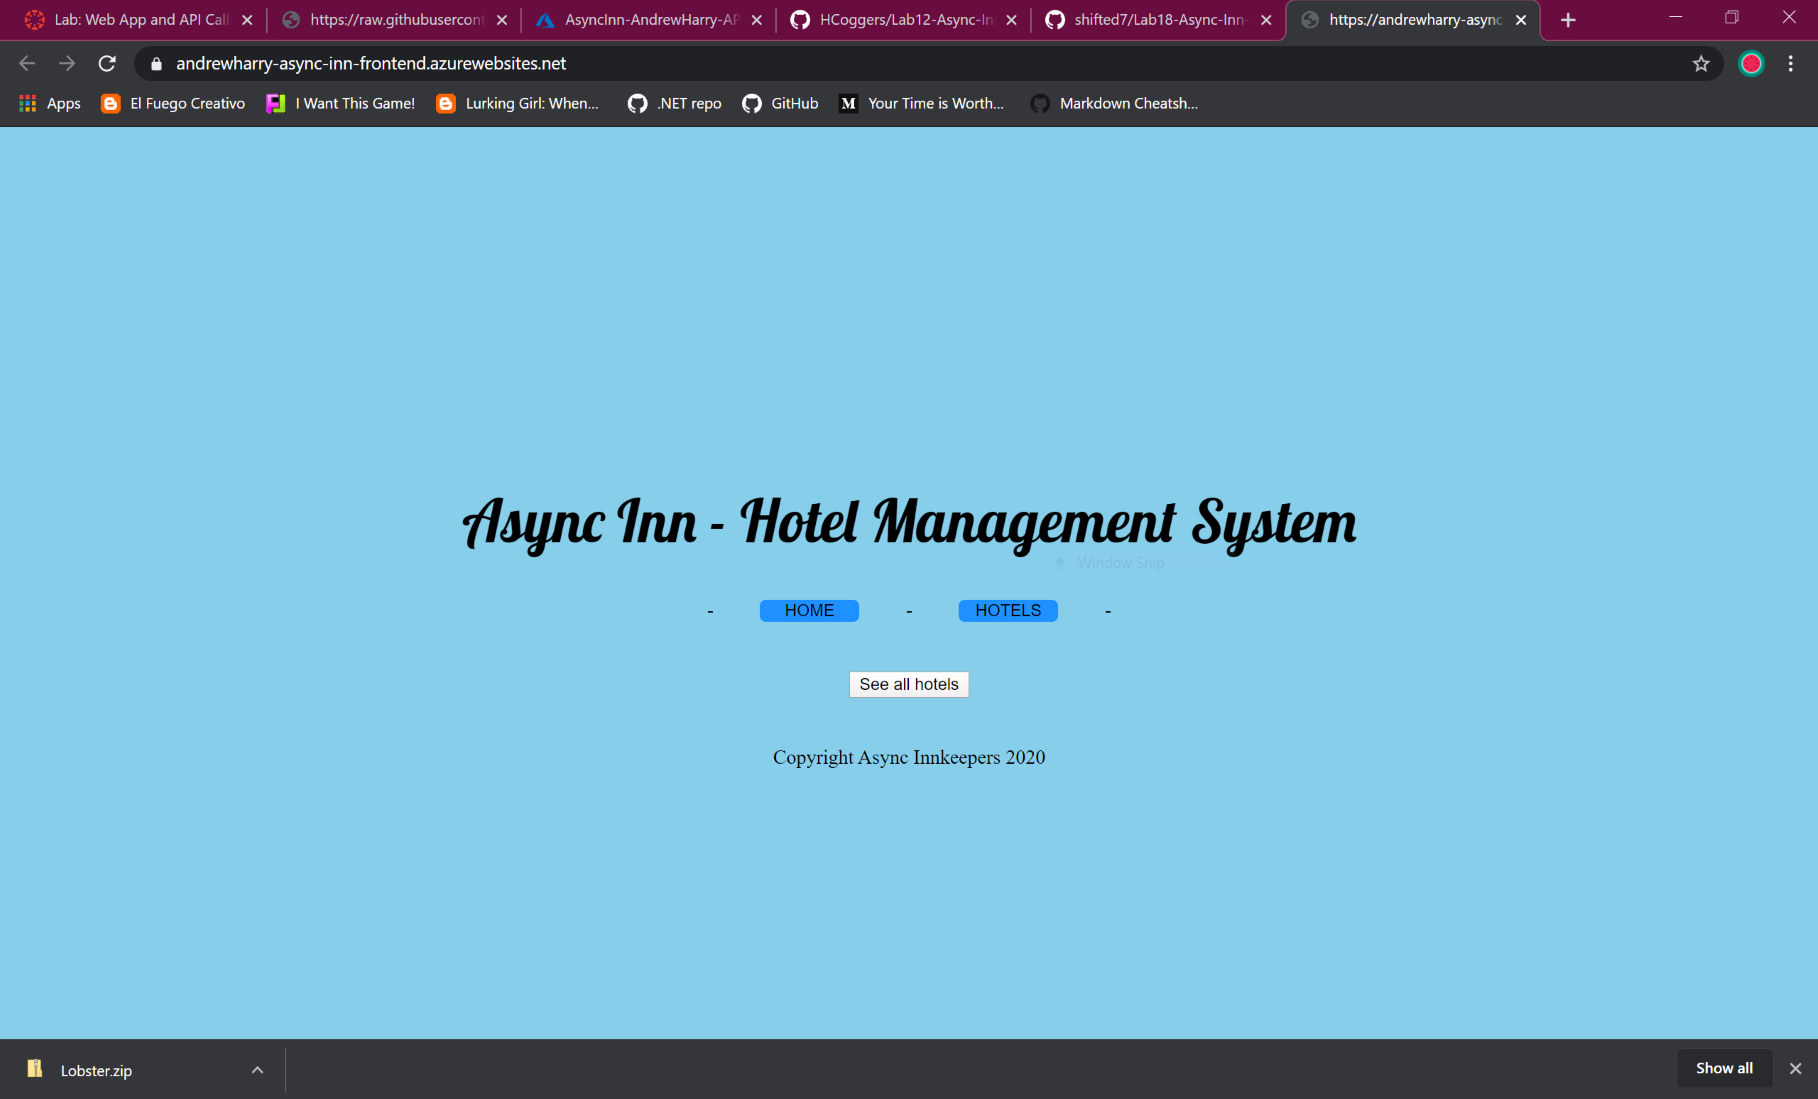 Lab: Web App and API Call
https://raw.githubusercont
AsyncInn-AndrewHarry-AP
HCoggers/Lab12-Async-In
shifted7/Lab18-Async-Inn-
https://andrewharry-async
andrewharry-async-inn-frontend.azurewebsites.net
Apps El Fuego Creativo I Want This Game! Lurking Girl: When... .NET repo GitHub Your Time is Worth... Markdown Cheatsh...
Async Inn - Hotel Management System
Window Snip
- HOME - HOTELS -
See all hotels
Copyright Async Innkeepers 2020
Lobster.zip
Show all